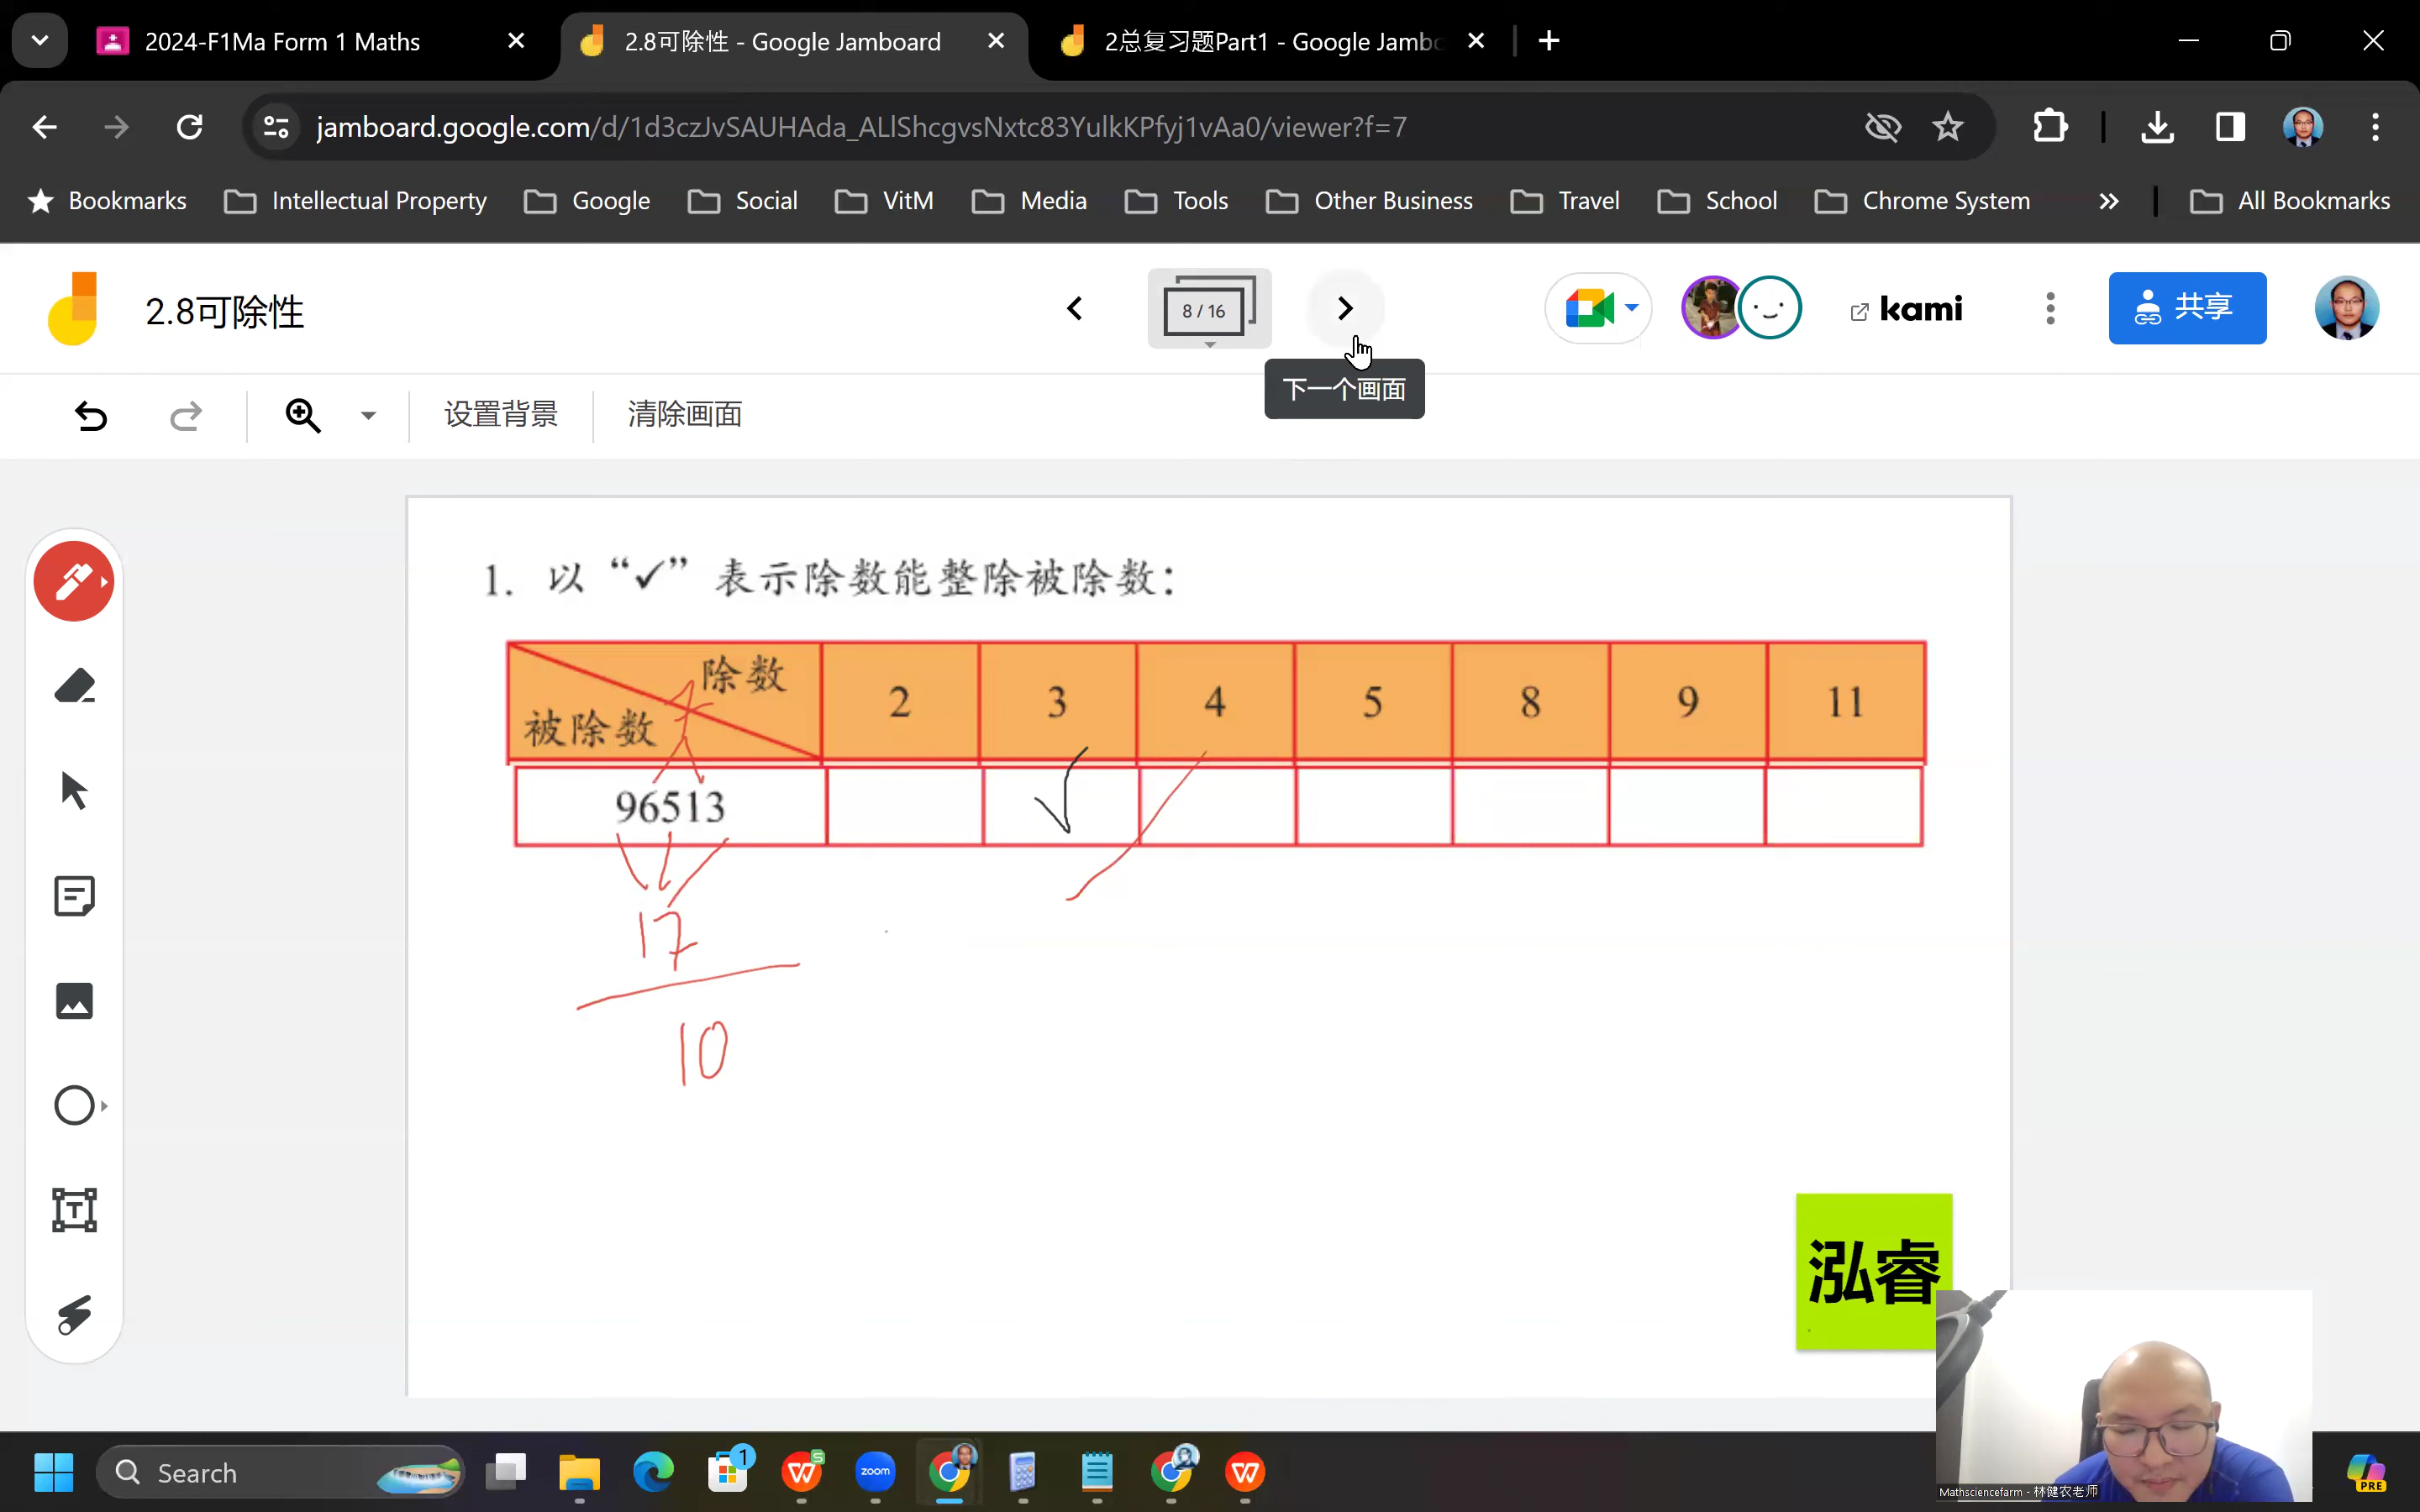 2024-F1Ma Form 1 Maths
2.8可除性 - Google Jamboard
2总复习题Part1 - Google Jambo
jamboard.google.com/d/1d3czJvSAUHAda_ALlShcgvsNxtc83YulkKPfyj1vAa0/viewer?f=7
Bookmarks
Intellectual Property
Google
Social
VitM
Media
Tools
Other Business
Travel
School
Chrome System
All Bookmarks
2.8可除性
8 / 16
kami
共享
下一个画面
设置背景
清除画面
1. 以“✓”表示除数能整除被除数：
除数
被除数
2 3 4 5 8 9 11
96513
✓
17
10
泓睿
Mathsciencefarm - 林健农老师
Search
1
zoom
PRE